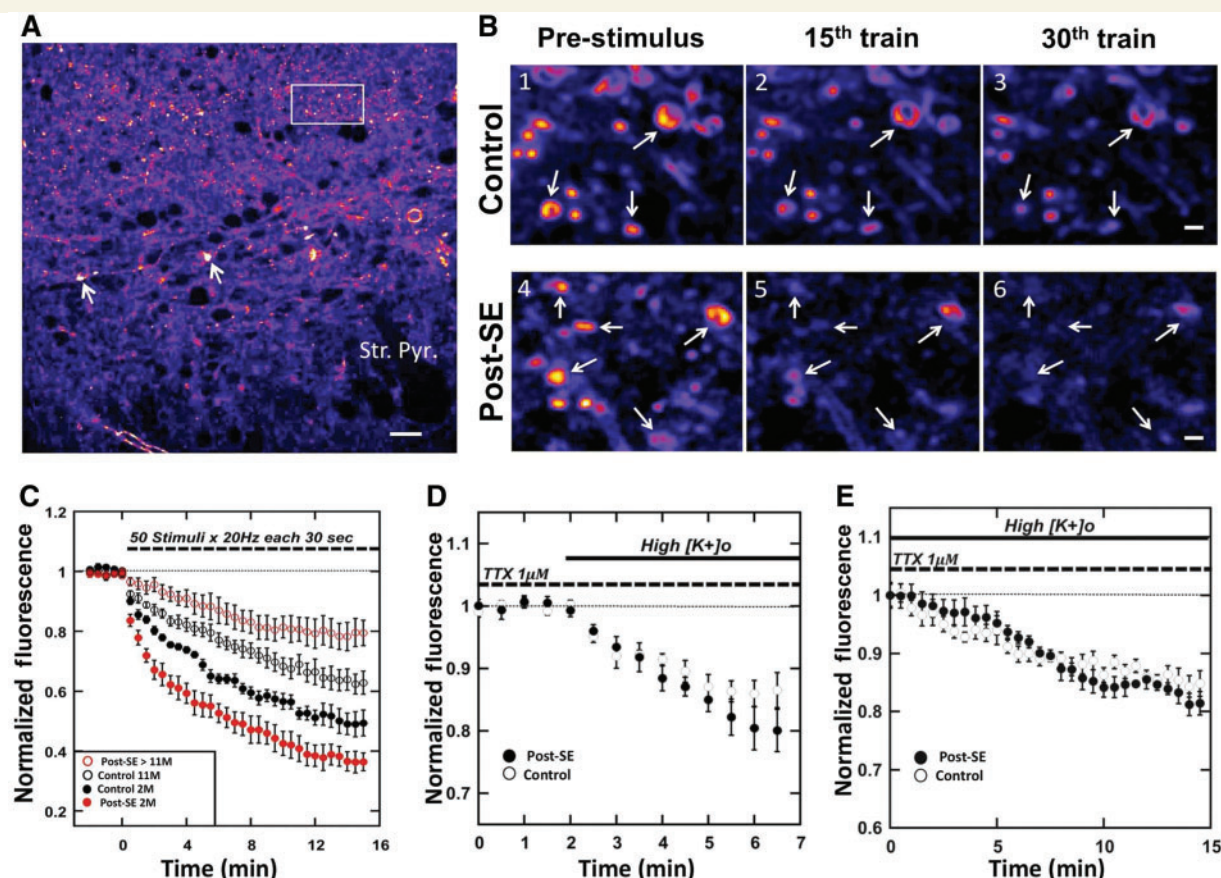 A
Str. Pyr.
B
Pre-stimulus
15th train
30th train
Control
1
2
3
Post-SE
4
5
6
C
Normalized fluorescence
1.2
1
0.8
0.6
0.4
0.2
50 Stimuli x 20Hz each 30 sec
Post-SE > 11M
Control 11M
Control 2M
Post-SE 2M
0 4 8 12 16
Time (min)
D
Normalized fluorescence
1.1
1.0
0.9
0.8
0.7
High [K+]o
TTX 1μM
Post-SE
Control
0 1 2 3 4 5 6 7
Time (min)
E
Normalized fluorescence
1.1
1.0
0.9
0.8
0.7
0.6
High [K+]o
TTX 1μM
Post-SE
Control
0 5 10 15
Time (min)